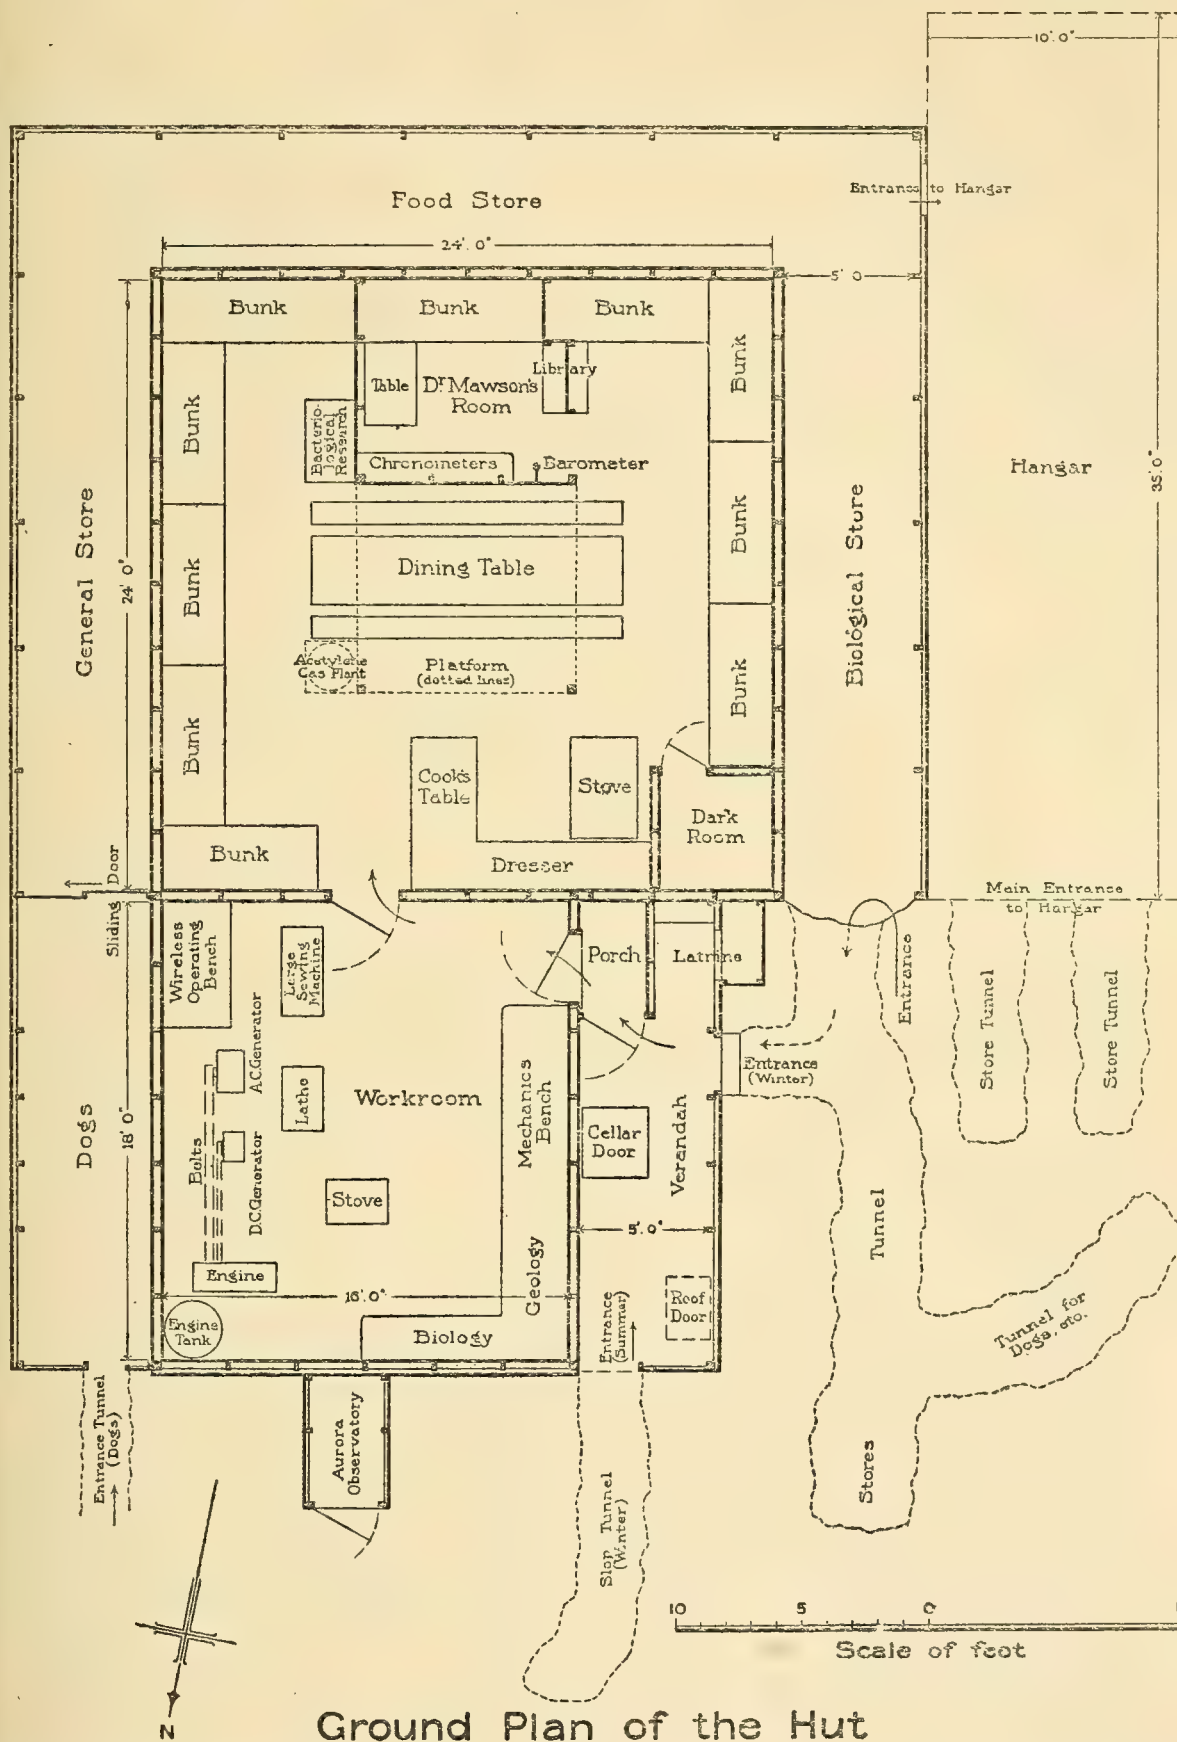 10'. 0"
Entrance to Hangar
Food Store
24'. 0"
5' 0
Bunk
Bunk
Bunk
Bunk
Library
Table
Dr Mawson's
Room
Bunk
Bacterio-
logical
Research
Chronometers
Barometer
Hangar
35'. 0"
General Store
24' 0"
Bunk
Bunk
Biological Store
Dining Table
Acetylene
Gas Plant
Platform
(dotted lines)
Bunk
Bunk
Cook's
Table
Stove
Dark
Room
Bunk
Dresser
Sliding Door
Main Entrance
to Hangar
Wireless
Operating
Bench
Large
Sewing
Machine
Porch
Latrine
Entrance
Store Tunnel
Store Tunnel
A.C.Generator
Entrance
(Winter)
Lathe
Workroom
Mechanics
Bench
Dogs
18' 0"
Belts
D.C.Generator
Cellar
Door
Verandah
Stove
Tunnel
5'. 0"
Engine
16'. 0"
Geology
Entrance
(Summer)
Roof
Door
Engine
Tank
Biology
Tunnel for
Dogs, etc.
Entrance Tunnel
(Dogs)
Aurora
Observatory
Stores
Slop Tunnel
(Winter)
10 5 0
Scale of feet
N
Ground Plan of the Hut